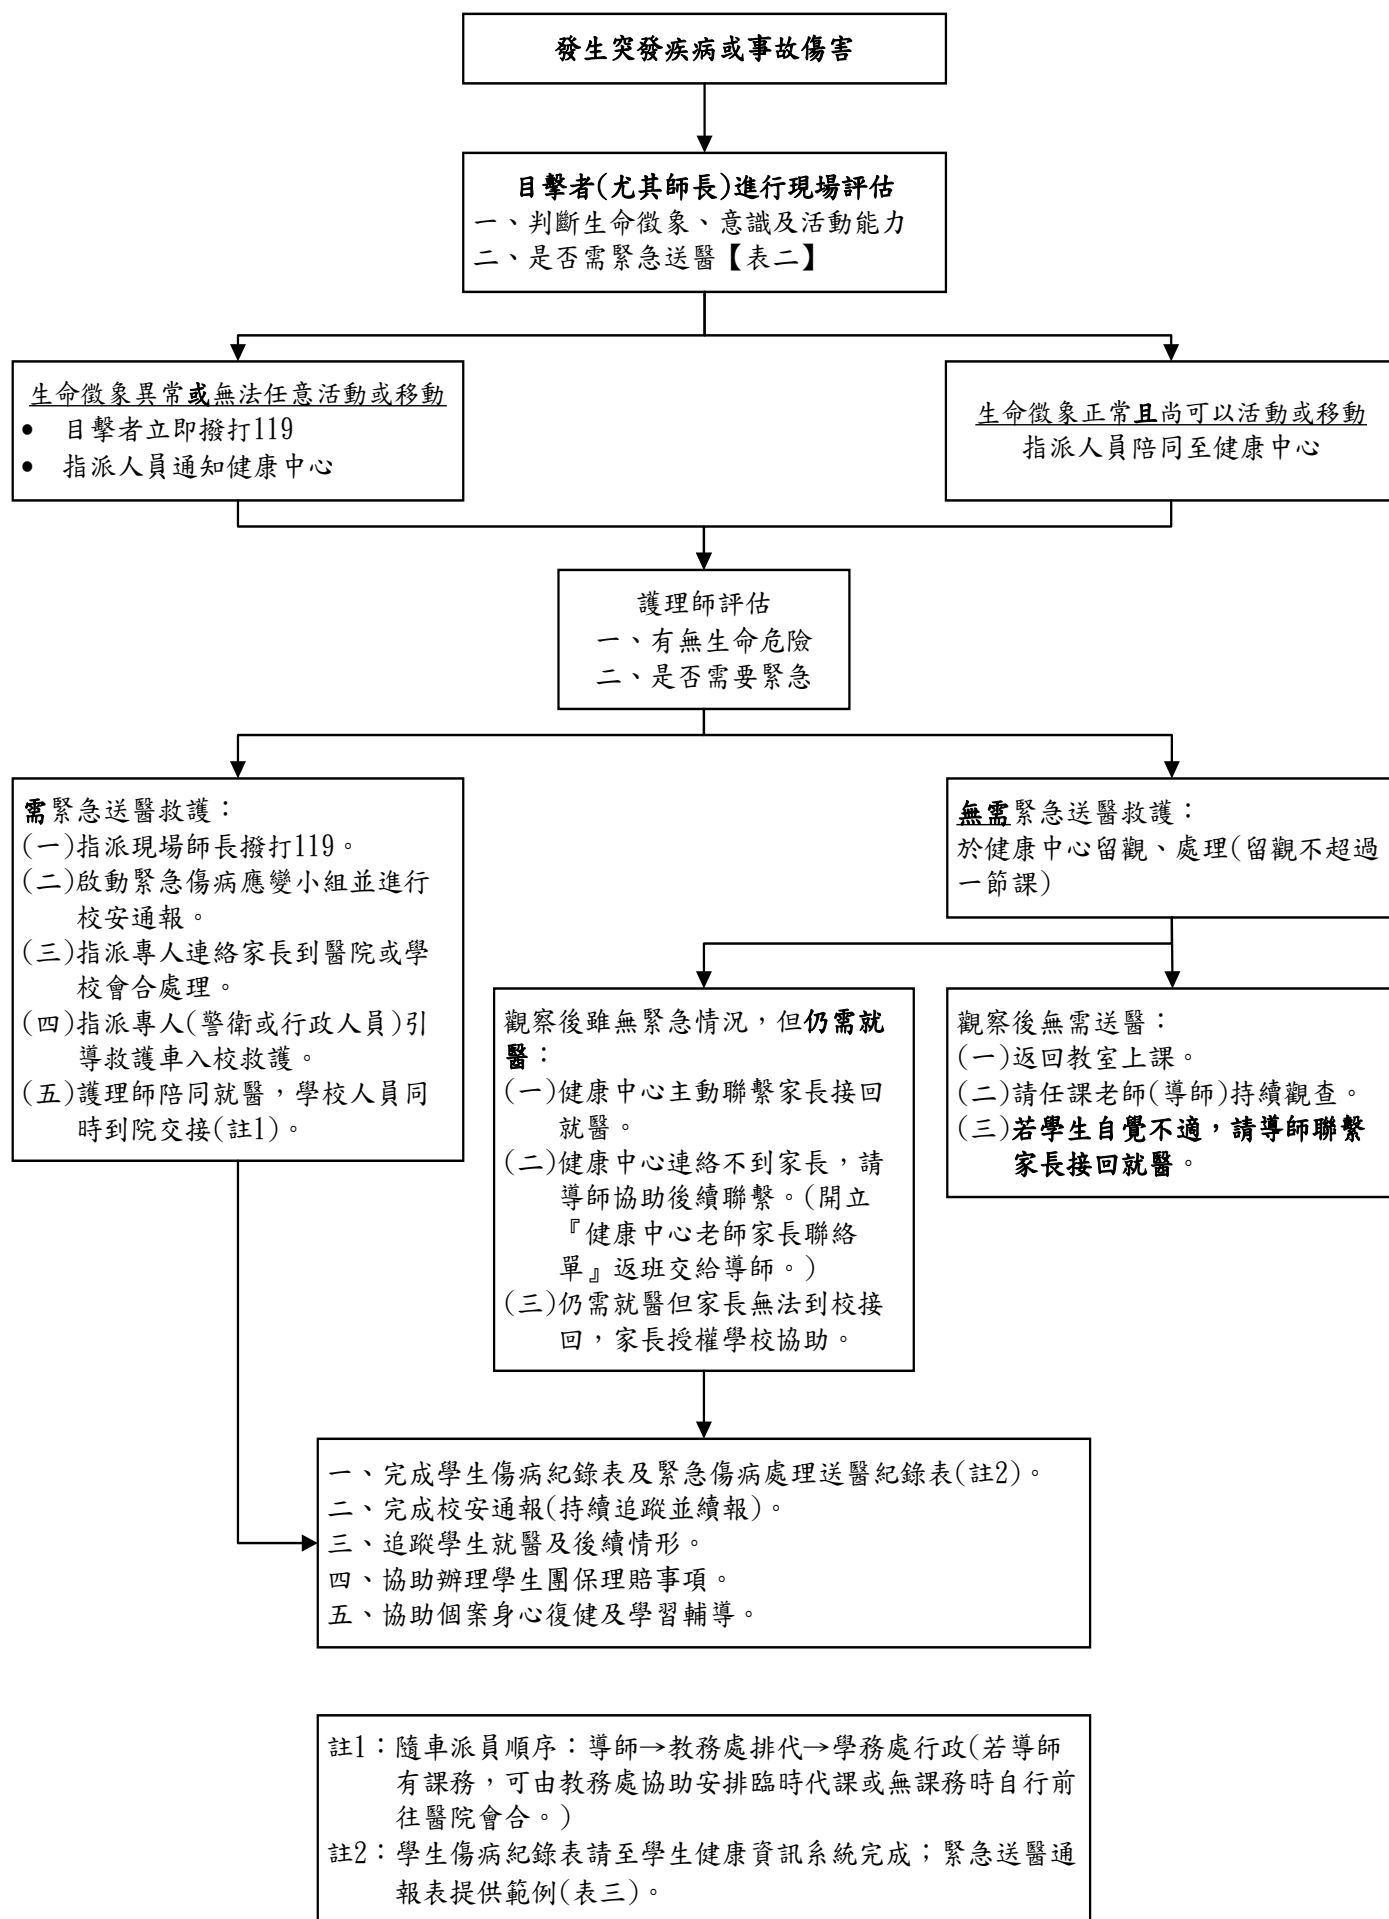 發生突發疾病或事故傷害
目擊者(尤其師長)進行現場評估
一、判斷生命徵象、意識及活動能力
二、是否需緊急送醫【表二】
生命徵象異常或無法任意活動或移動
• 目擊者立即撥打119
• 指派人員通知健康中心
生命徵象正常且尚可以活動或移動
指派人員陪同至健康中心
護理師評估
一、有無生命危險
二、是否需要緊急
需緊急送醫救護：
(一)指派現場師長撥打119。
(二)啟動緊急傷病應變小組並進行
校安通報。
(三)指派專人連絡家長到醫院或學
校會合處理。
(四)指派專人(警衛或行政人員)引
導救護車入校救護。
(五)護理師陪同就醫，學校人員同
時到院交接(註1)。
無需緊急送醫救護：
於健康中心留觀、處理(留觀不超過
一節課)
觀察後雖無緊急情況，但仍需就
醫：
(一)健康中心主動聯繫家長接回
就醫。
(二)健康中心連絡不到家長，請
導師協助後續聯繫。(開立
『健康中心老師家長聯絡
單』返班交給導師。)
(三)仍需就醫但家長無法到校接
回，家長授權學校協助。
觀察後無需送醫：
(一)返回教室上課。
(二)請任課老師(導師)持續觀查。
(三)若學生自覺不適，請導師聯繫
家長接回就醫。
一、完成學生傷病紀錄表及緊急傷病處理送醫紀錄表(註2)。
二、完成校安通報(持續追蹤並續報)。
三、追蹤學生就醫及後續情形。
四、協助辦理學生團保理賠事項。
五、協助個案身心復健及學習輔導。
註1：隨車派員順序：導師→教務處排代→學務處行政(若導師
有課務，可由教務處協助安排臨時代課或無課務時自行前
往醫院會合。)
註2：學生傷病紀錄表請至學生健康資訊系統完成；緊急送醫通
報表提供範例(表三)。